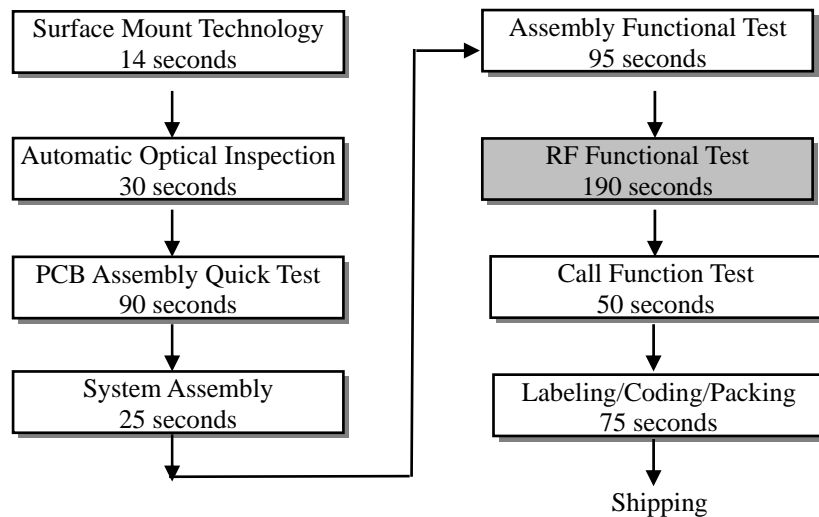 Surface Mount Technology
14 seconds
Automatic Optical Inspection
30 seconds
PCB Assembly Quick Test
90 seconds
System Assembly
25 seconds
Assembly Functional Test
95 seconds
RF Functional Test
190 seconds
Call Function Test
50 seconds
Labeling/Coding/Packing
75 seconds
Shipping